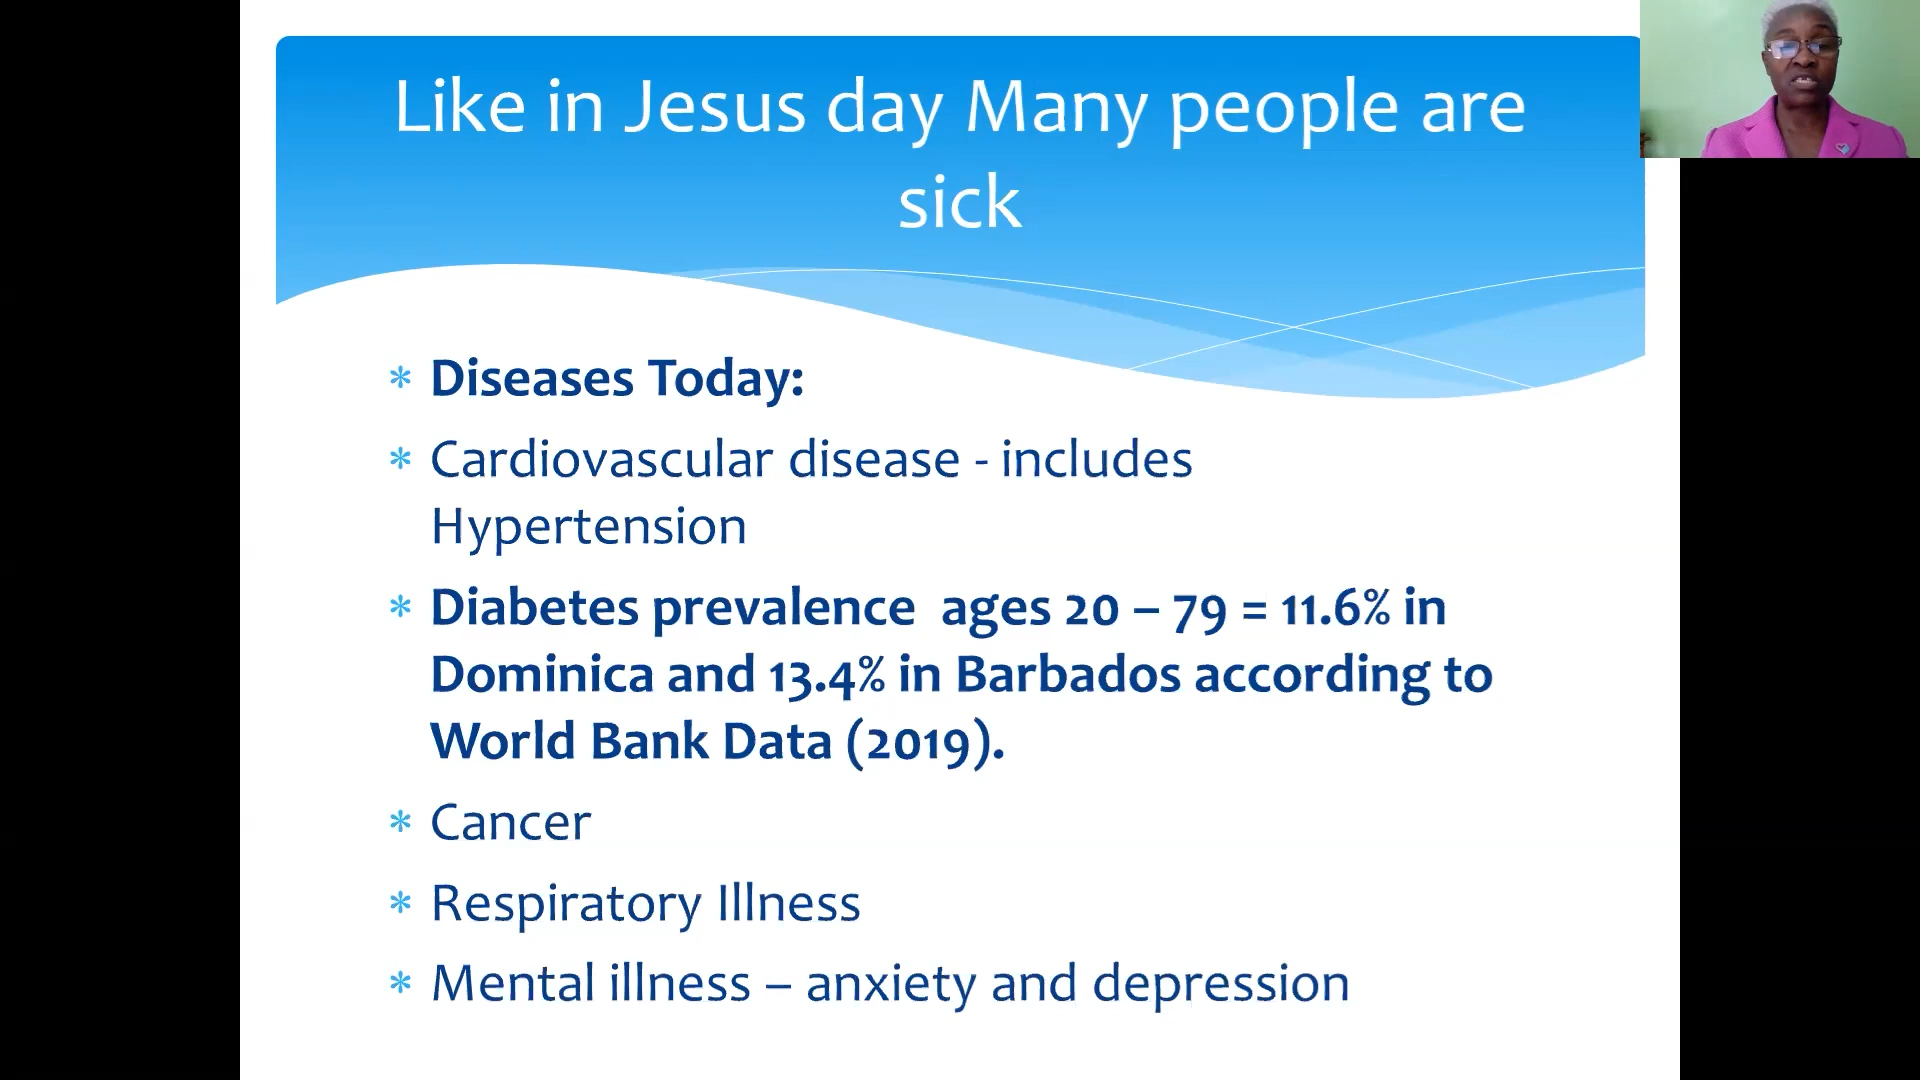 Like in Jesus day Many people are
sick
* Diseases Today:
* Cardiovascular disease - includes
Hypertension
* Diabetes prevalence  ages 20 – 79 = 11.6% in
Dominica and 13.4% in Barbados according to
World Bank Data (2019).
* Cancer
* Respiratory Illness
* Mental illness – anxiety and depression